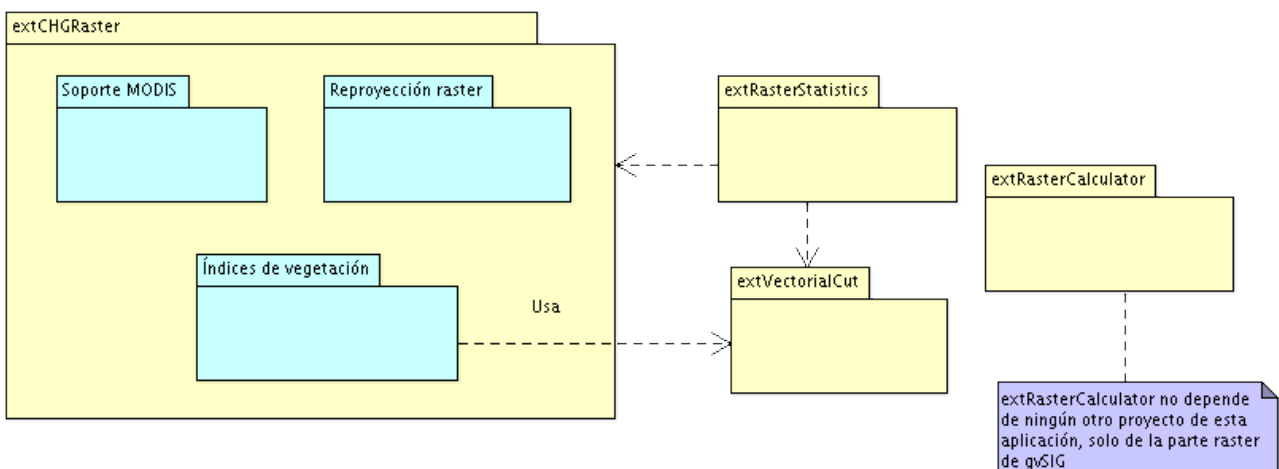 extCHGRaster
Soporte MODIS
Reproyección raster
extRasterStatistics
extRasterCalculator
Índices de vegetación
extVectorialCut
Usa
extRasterCalculator no depende
de ningún otro proyecto de esta
aplicación, solo de la parte raster
de gvSIG